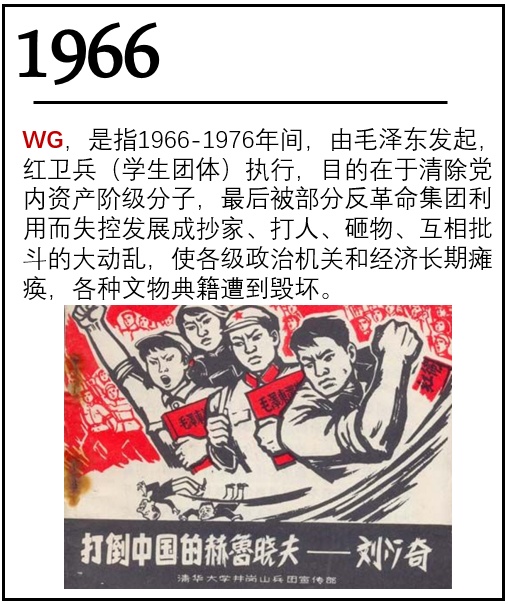 1966
WG，是指1966-1976年间，由毛泽东发起，
红卫兵（学生团体）执行，目的在于清除党
内资产阶级分子，最后被部分反革命集团利
用而失控发展成抄家、打人、砸物、互相批
斗的大动乱，使各级政治机关和经济长期瘫
痪，各种文物典籍遭到毁坏。
毛澤東
毛澤東
打倒中国的赫鲁晓夫——刘少奇
清华大学井岗山兵团宣传部